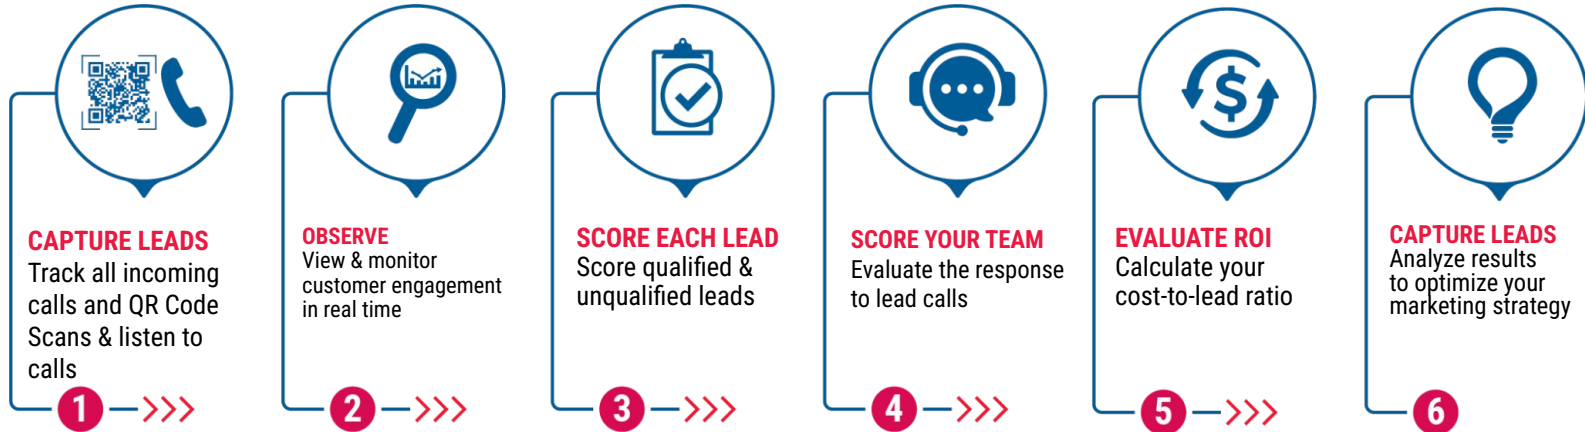 CAPTURE LEADS
Track all incoming
calls and QR Code
Scans & listen to
calls
1
OBSERVE
View & monitor
customer engagement
in real time
2
SCORE EACH LEAD
Score qualified &
unqualified leads
3
SCORE YOUR TEAM
Evaluate the response
to lead calls
4
EVALUATE ROI
Calculate your
cost-to-lead ratio
5
CAPTURE LEADS
Analyze results
to optimize your
marketing strategy
6